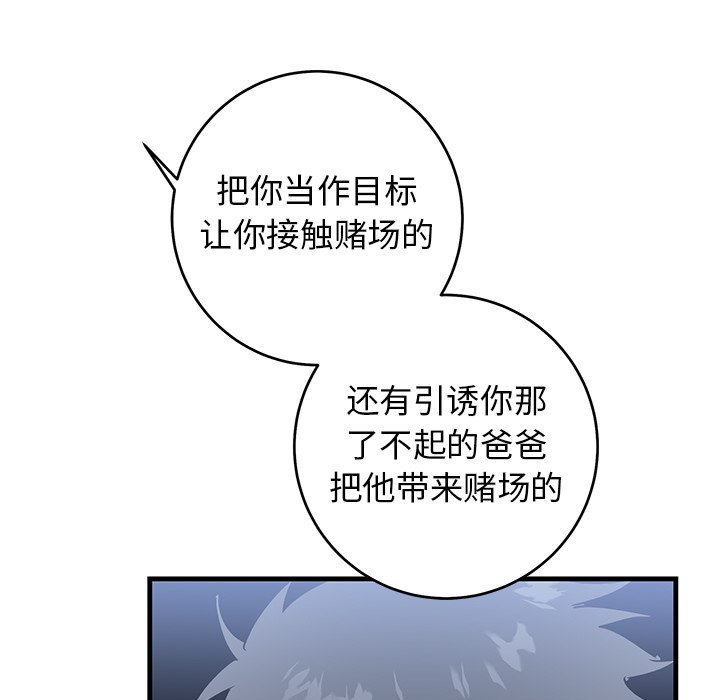 把你当作目标
让你接触赌场的
还有引诱你那
了不起的爸爸
把他带来赌场的